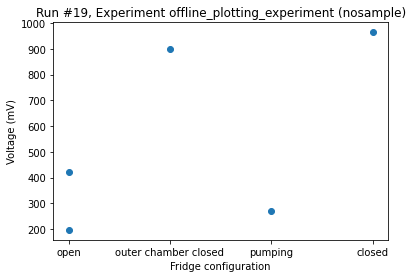 Run #19, Experiment offline_plotting_experiment (nosample)
Voltage (mV)
1000
900
800
700
600
500
400
300
200
open outer chamber closed pumping closed
Fridge configuration